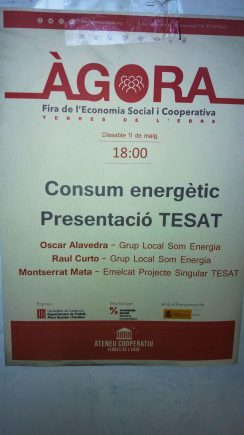 ÀGORA
Fira de l'Economia Social i Cooperativa
TERRES DE L'EBRE
Dissabte 11 de maig
18:00
Consum energètic
Presentació TESAT
Oscar Alavedra - Grup Local Som Energia
Raul Curto - Grup Local Som Energia
Montserrat Mata - Emelcat Projecte Singular TESAT
ATENEU COOPERATIU
TERRES DE L'EBRE